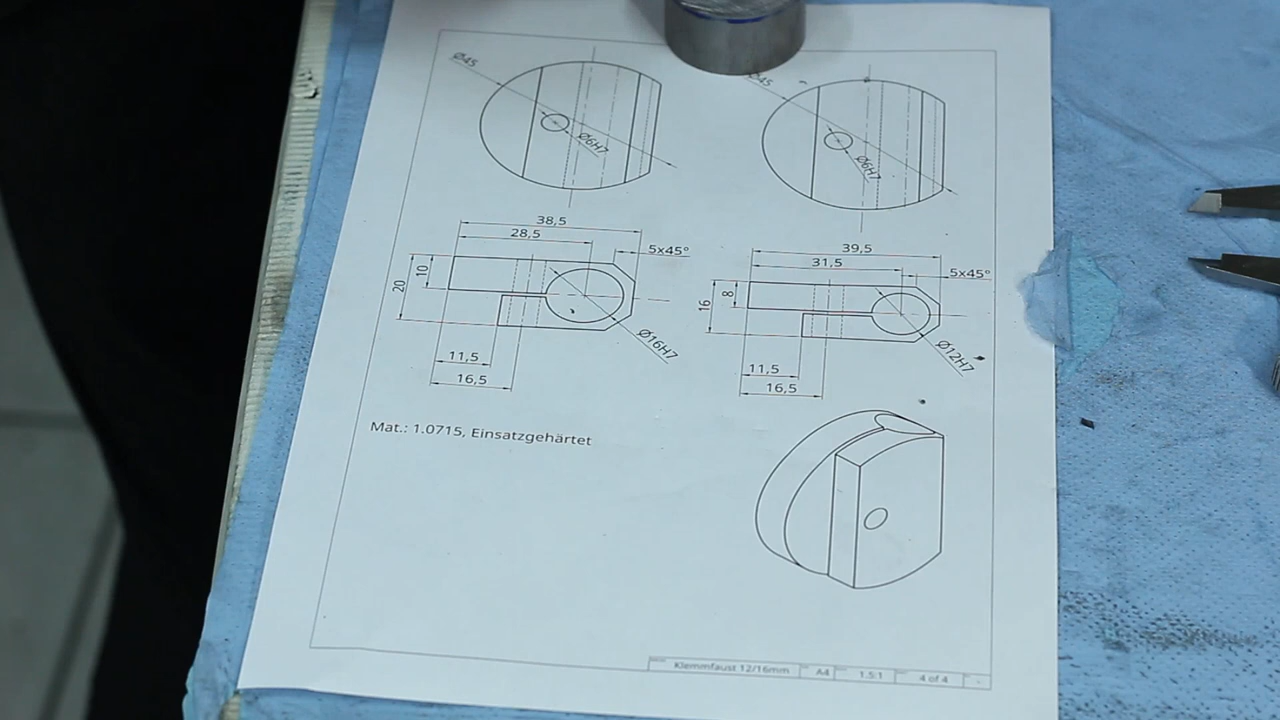 Ø45
Ø6H7
Ø45
Ø6H7
38,5
28,5
5x45°
20
10
11,5
16,5
Ø16H7
39,5
31,5
5x45°
16
8
11,5
16,5
Ø12H7
Mat.: 1.0715, Einsatzgehärtet
Klemmfaust 12/16mm A4 1.5:1 4 of 4